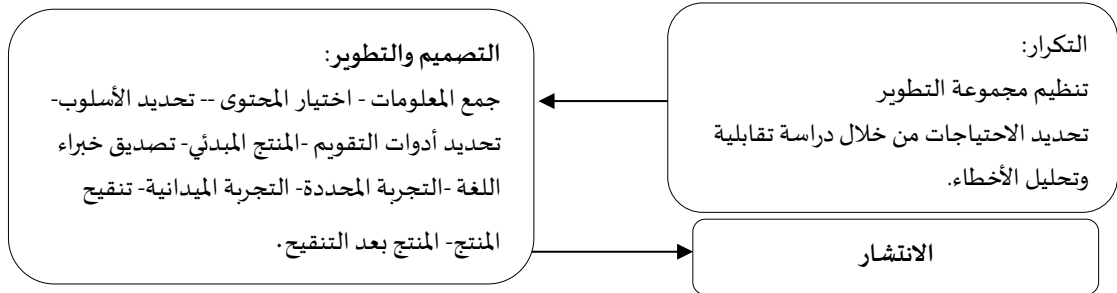 التكرار:
تنظيم مجموعة التطوير
تحديد الاحتياجات من خلال دراسة تقابلية
وتحليل الأخطاء.
التصميم والتطوير:
جمع المعلومات - اختيار المحتوى -- تحديد الأسلوب-
تحديد أدوات التقويم -المنتج المبدئي- تصديق خبراء
اللغة -التجربة المحددة- التجربة الميدانية- تنقيح
المنتج- المنتج بعد التنقيح.
الانتشار